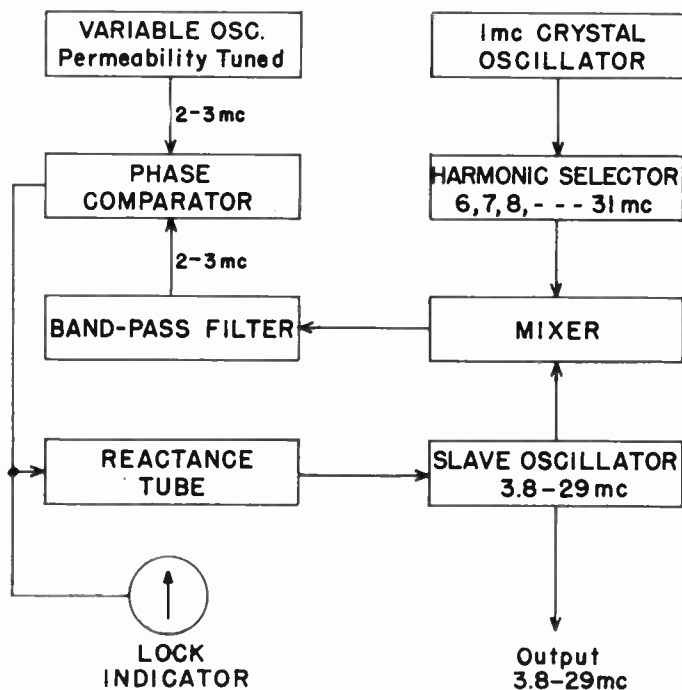 VARIABLE OSC.
Permeability Tuned
1mc CRYSTAL
OSCILLATOR
2-3mc
PHASE
COMPARATOR
HARMONIC SELECTOR
6,7,8,- - - 31mc
2-3mc
BAND-PASS FILTER
MIXER
REACTANCE
TUBE
SLAVE OSCILLATOR
3.8-29mc
LOCK
INDICATOR
Output
3.8-29mc